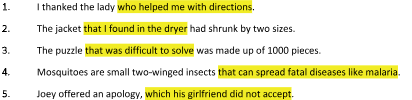 1. I thanked the lady who helped me with directions.
2. The jacket that I found in the dryer had shrunk by two sizes.
3. The puzzle that was difficult to solve was made up of 1000 pieces.
4. Mosquitoes are small two-winged insects that can spread fatal diseases like malaria.
5. Joey offered an apology, which his girlfriend did not accept.